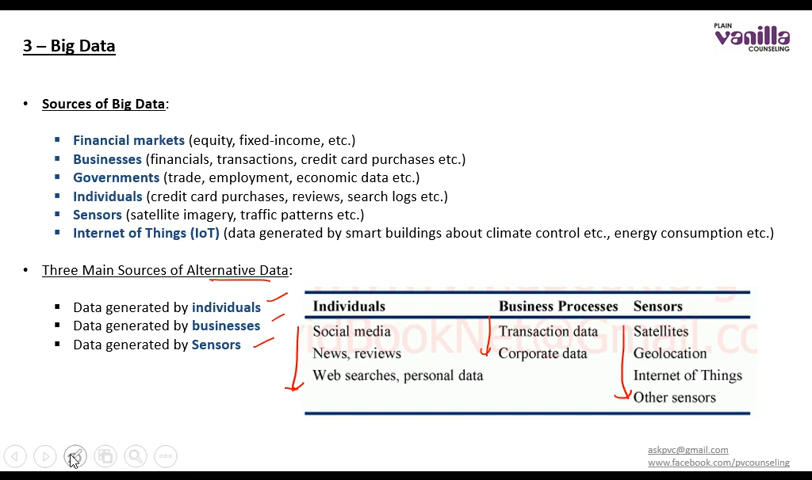 3 – Big Data
PLAIN
vanilla
COUNSELING
• Sources of Big Data:
Financial markets (equity, fixed-income, etc.)
Businesses (financials, transactions, credit card purchases etc.)
Governments (trade, employment, economic data etc.)
Individuals (credit card purchases, reviews, search logs etc.)
Sensors (satellite imagery, traffic patterns etc.)
Internet of Things (IoT) (data generated by smart buildings about climate control etc., energy consumption etc.)
• Three Main Sources of Alternative Data:
Data generated by individuals
Data generated by businesses
Data generated by Sensors
Individuals Business Processes Sensors
Social media Transaction data Satellites
News, reviews Corporate data Geolocation
Web searches, personal data Internet of Things
Other sensors
askpvc@gmail.com
www.facebook.com/pvcounseling